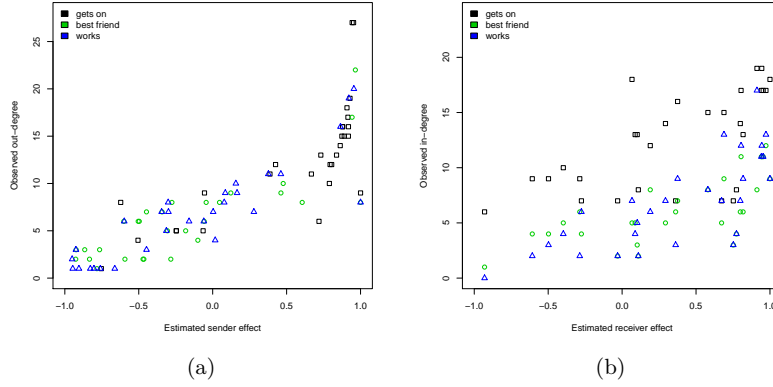 gets on
best friend
works
Observed out-degree
0 5 10 15 20 25
−1.0 −0.5 0.0 0.5 1.0
Estimated sender effect
(a)
gets on
best friend
works
Observed in-degree
0 5 10 15 20
−1.0 −0.5 0.0 0.5 1.0
Estimated receiver effect
(b)